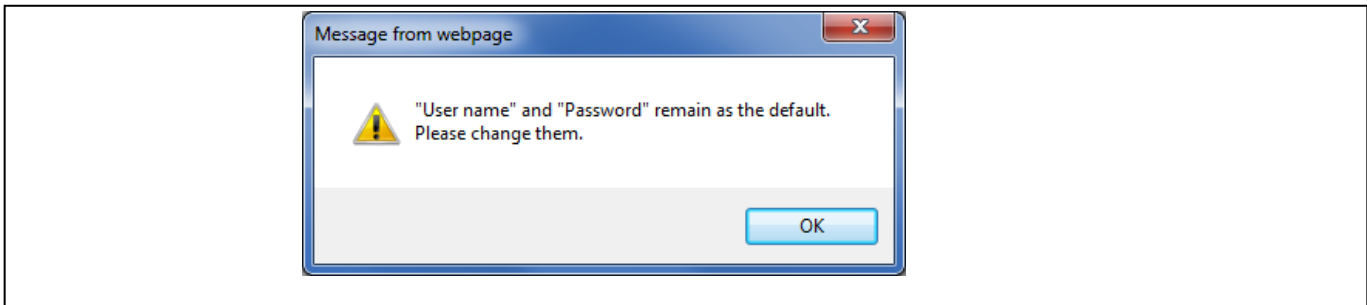 Message from webpage
"User name" and "Password" remain as the default.
Please change them.
OK